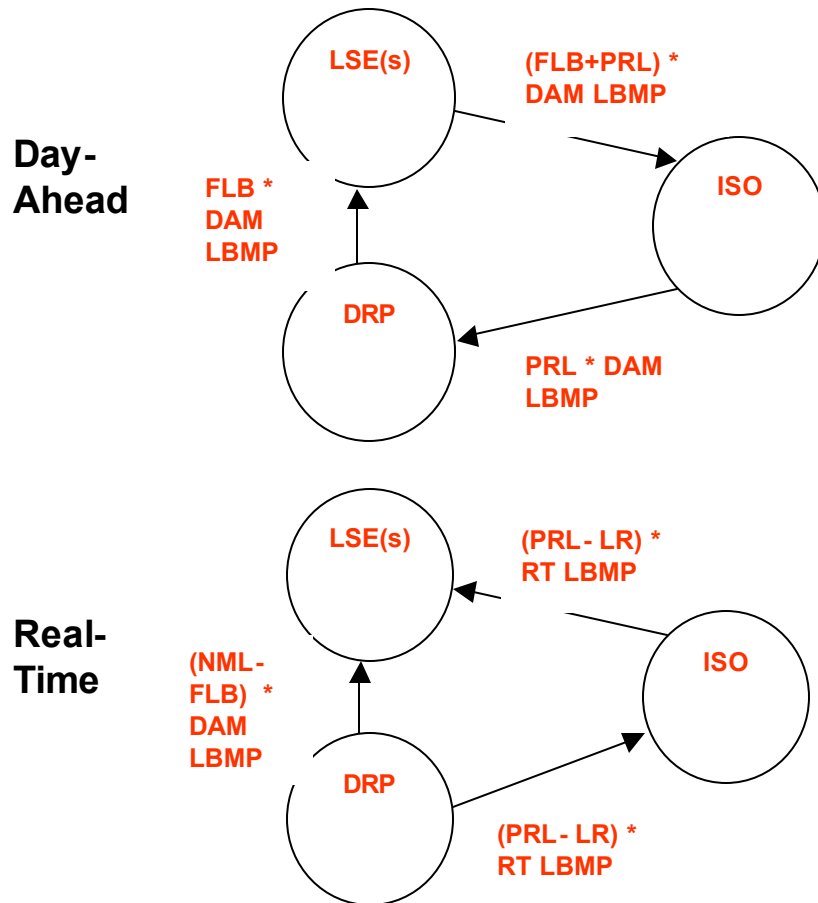 LSE(s)
(FLB+PRL) *
DAM LBMP
Day-
Ahead
FLB *
DAM
LBMP
ISO
DRP
PRL * DAM
LBMP
LSE(s)
(PRL - LR) *
RT LBMP
Real-
Time
(NML -
FLB) *
DAM
LBMP
ISO
DRP
(PRL - LR) *
RT LBMP